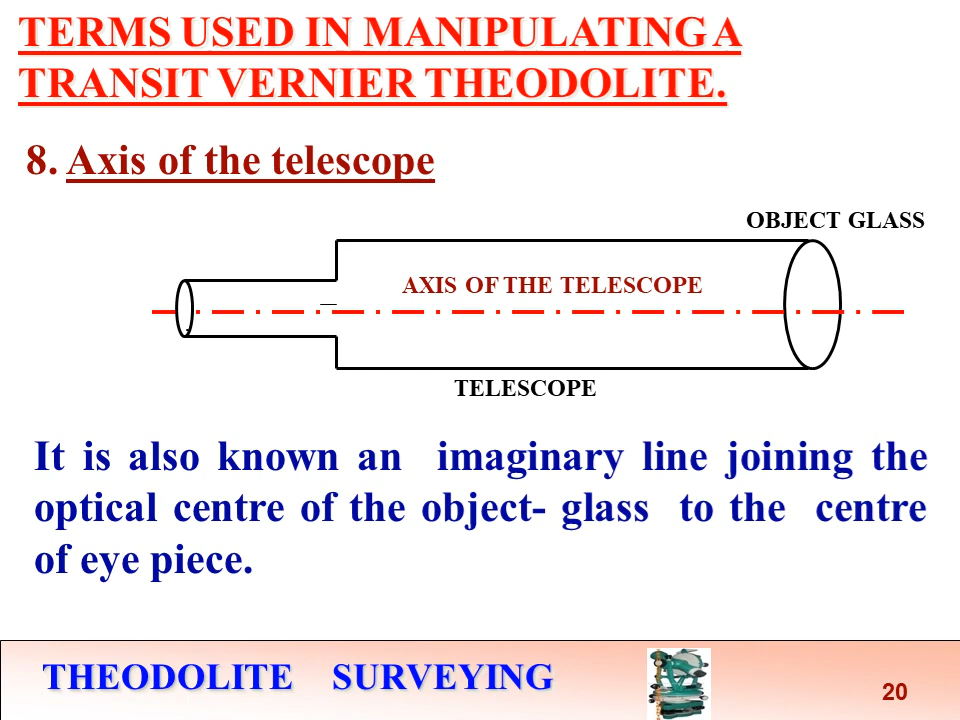 TERMS USED IN MANIPULATING A
TRANSIT VERNIER THEODOLITE.
8. Axis of the telescope
OBJECT GLASS
AXIS OF THE TELESCOPE
TELESCOPE
It is also known an imaginary line joining the
optical centre of the object- glass to the centre
of eye piece.
THEODOLITE SURVEYING
20